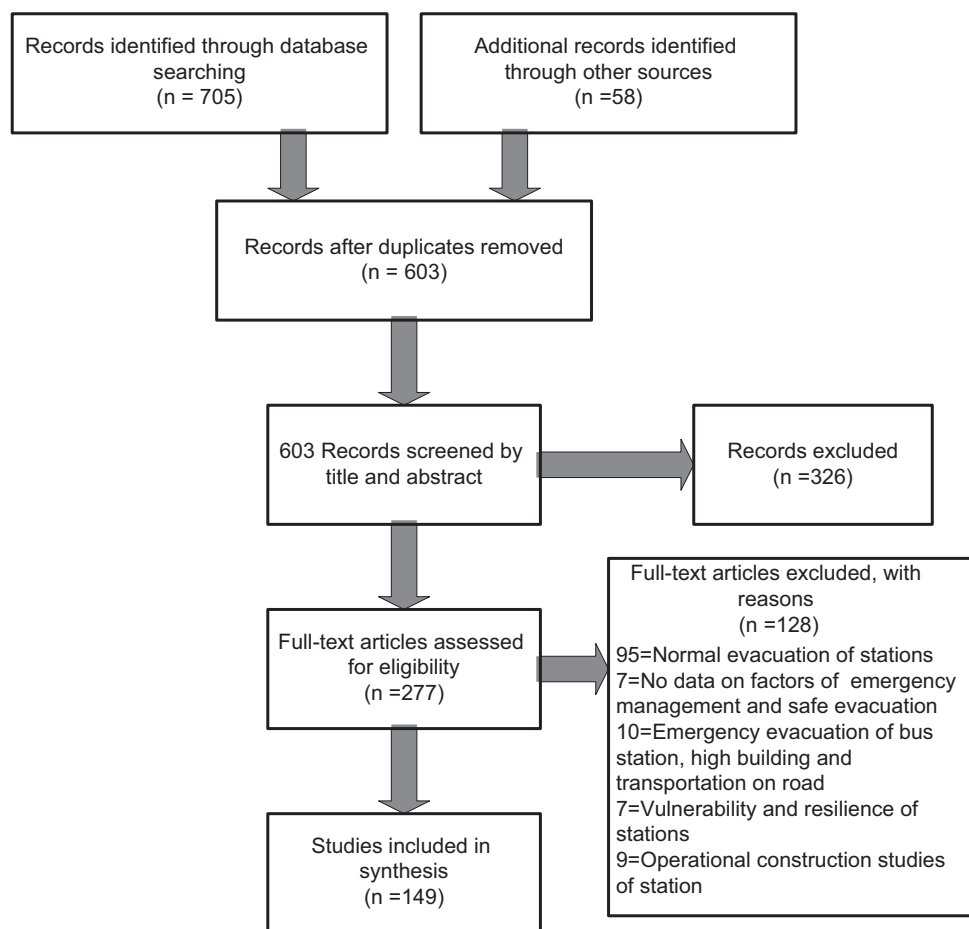 Records identified through database
searching
(n = 705)
Additional records identified
through other sources
(n =58)
Records after duplicates removed
(n = 603)
603 Records screened by
title and abstract
Records excluded
(n =326)
Full-text articles assessed
for eligibility
(n =277)
Full-text articles excluded, with
reasons
(n =128)
95=Normal evacuation of stations
7=No data on factors of emergency
management and safe evacuation
10=Emergency evacuation of bus
station, high building and
transportation on road
7=Vulnerability and resilience of
stations
9=Operational construction studies
of station
Studies included in
synthesis
(n =149)